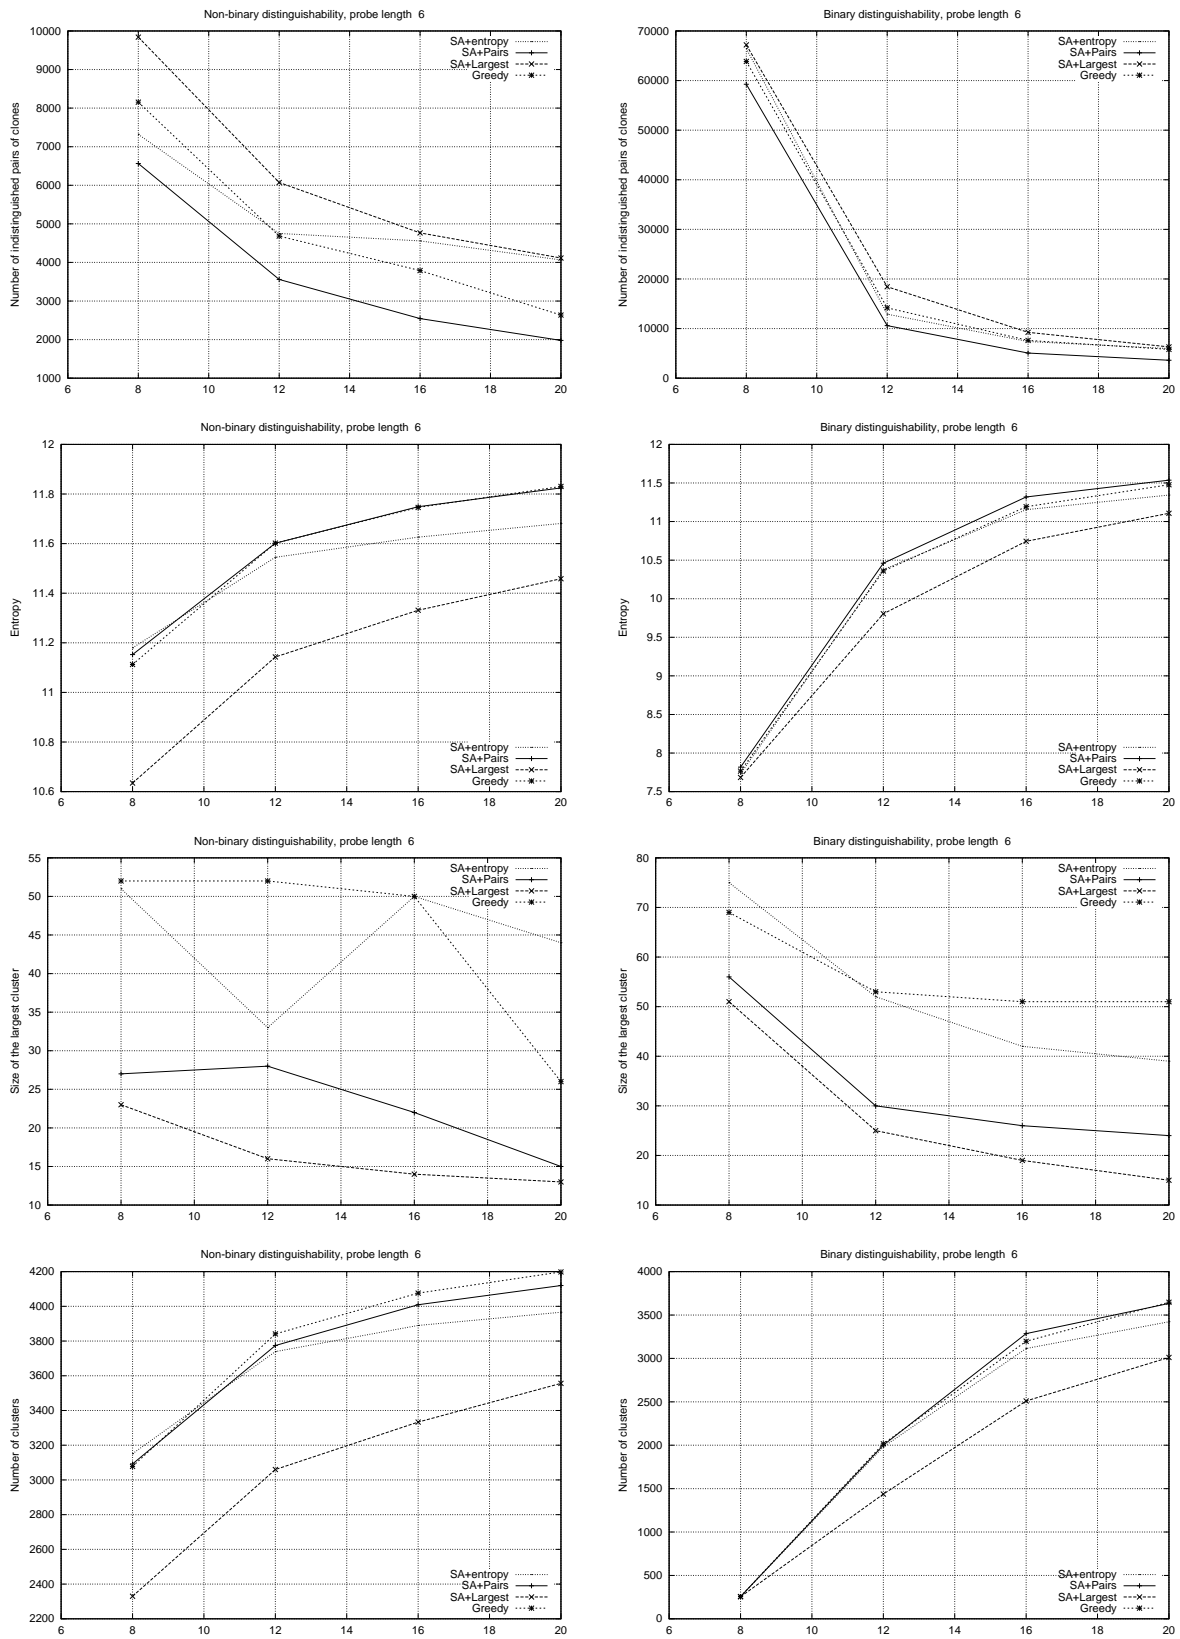 Non-binary distinguishability, probe length 6
Number of indistinguished pairs of clones
10000
9000
8000
7000
6000
5000
4000
3000
2000
1000
6 8 10 12 14 16 18 20
SA+entropy
SA+Pairs
SA+Largest
Greedy
Binary distinguishability, probe length 6
Number of indistinguished pairs of clones
70000
60000
50000
40000
30000
20000
10000
0
6 8 10 12 14 16 18 20
SA+entropy
SA+Pairs
SA+Largest
Greedy
Non-binary distinguishability, probe length 6
Entropy
12
11.8
11.6
11.4
11.2
11
10.8
10.6
6 8 10 12 14 16 18 20
SA+entropy
SA+Pairs
SA+Largest
Greedy
Binary distinguishability, probe length 6
Entropy
12
11.5
11
10.5
10
9.5
9
8.5
8
7.5
6 8 10 12 14 16 18 20
SA+entropy
SA+Pairs
SA+Largest
Greedy
Non-binary distinguishability, probe length 6
Size of the largest cluster
55
50
45
40
35
30
25
20
15
10
6 8 10 12 14 16 18 20
SA+entropy
SA+Pairs
SA+Largest
Greedy
Binary distinguishability, probe length 6
Size of the largest cluster
80
70
60
50
40
30
20
10
6 8 10 12 14 16 18 20
SA+entropy
SA+Pairs
SA+Largest
Greedy
Non-binary distinguishability, probe length 6
Number of clusters
4200
4000
3800
3600
3400
3200
3000
2800
2600
2400
2200
6 8 10 12 14 16 18 20
SA+entropy
SA+Pairs
SA+Largest
Greedy
Binary distinguishability, probe length 6
Number of clusters
4000
3500
3000
2500
2000
1500
1000
500
0
6 8 10 12 14 16 18 20
SA+entropy
SA+Pairs
SA+Largest
Greedy